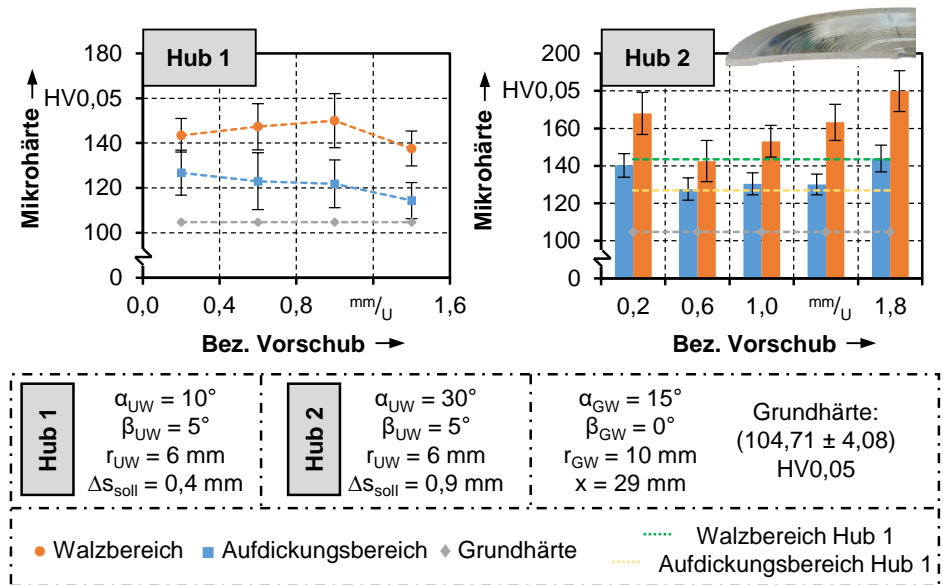 Hub 1
Mikrohärte
180
HV0,05
140
120
100
0
0,0 0,4 0,8 mm/U 1,6
Bez. Vorschub
Hub 2
Mikrohärte
200
HV0,05
160
140
120
100
0
0,2 0,6 1,0 mm/U 1,8
Bez. Vorschub
Hub 1
αUW = 10°
βUW = 5°
rUW = 6 mm
Δssoll = 0,4 mm
Hub 2
αUW = 30°
βUW = 5°
rUW = 6 mm
Δssoll = 0,9 mm
αGW = 15°
βGW = 0°
rGW = 10 mm
x = 29 mm
Grundhärte:
(104,71 ± 4,08)
HV0,05
Walzbereich Aufdickungsbereich Grundhärte
Walzbereich Hub 1
Aufdickungsbereich Hub 1